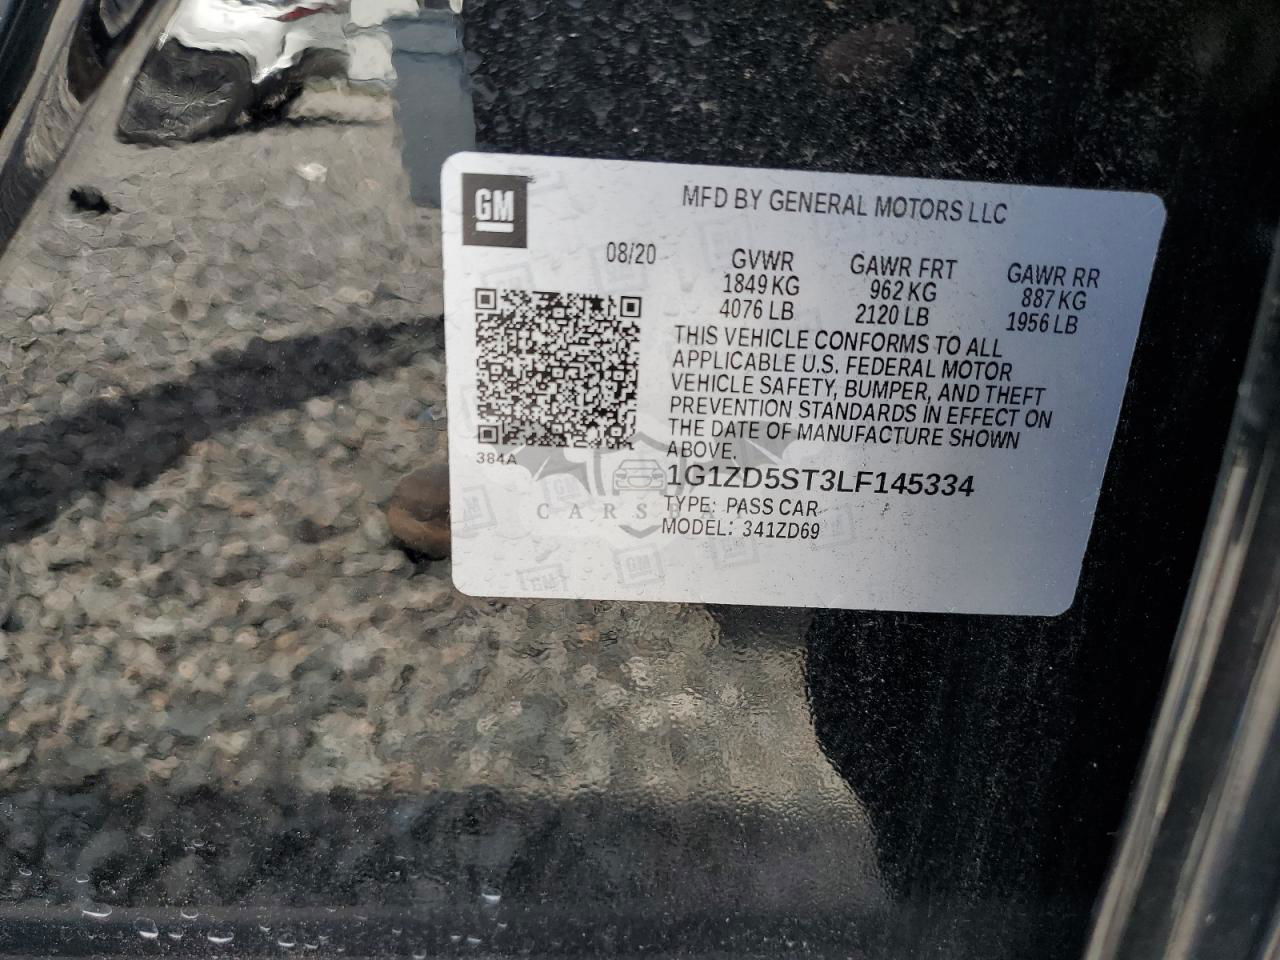 GM
MFD BY GENERAL MOTORS LLC
08/20
GVWR
1849 KG
4076 LB
GAWR FRT
962 KG
2120 LB
GAWR RR
887 KG
1956 LB
THIS VEHICLE CONFORMS TO ALL
APPLICABLE U.S. FEDERAL MOTOR
VEHICLE SAFETY, BUMPER, AND THEFT
PREVENTION STANDARDS IN EFFECT ON
THE DATE OF MANUFACTURE SHOWN
ABOVE.
384A
1G1ZD5ST3LF145334
TYPE: PASS CAR
MODEL: 341ZD69